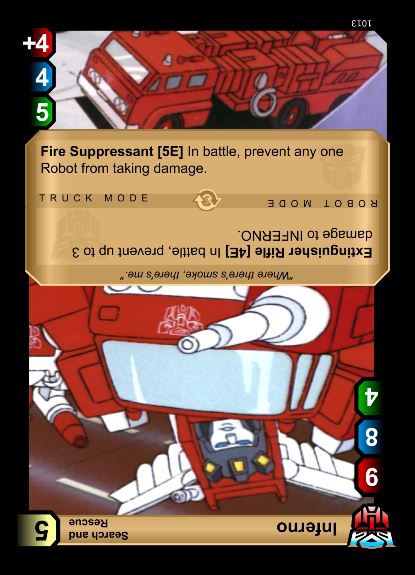 +4
4
5
Fire Suppressant [5E] In battle, prevent any one
Robot from taking damage.
TRUCK MODE
3
ROBOT MODE
Extinguisher Rifle [4E] In battle, prevent up to 3
damage to INFERNO.
"Where there's smoke, there's me."
4
8
6
Inferno
Search and
Rescue
5
1013